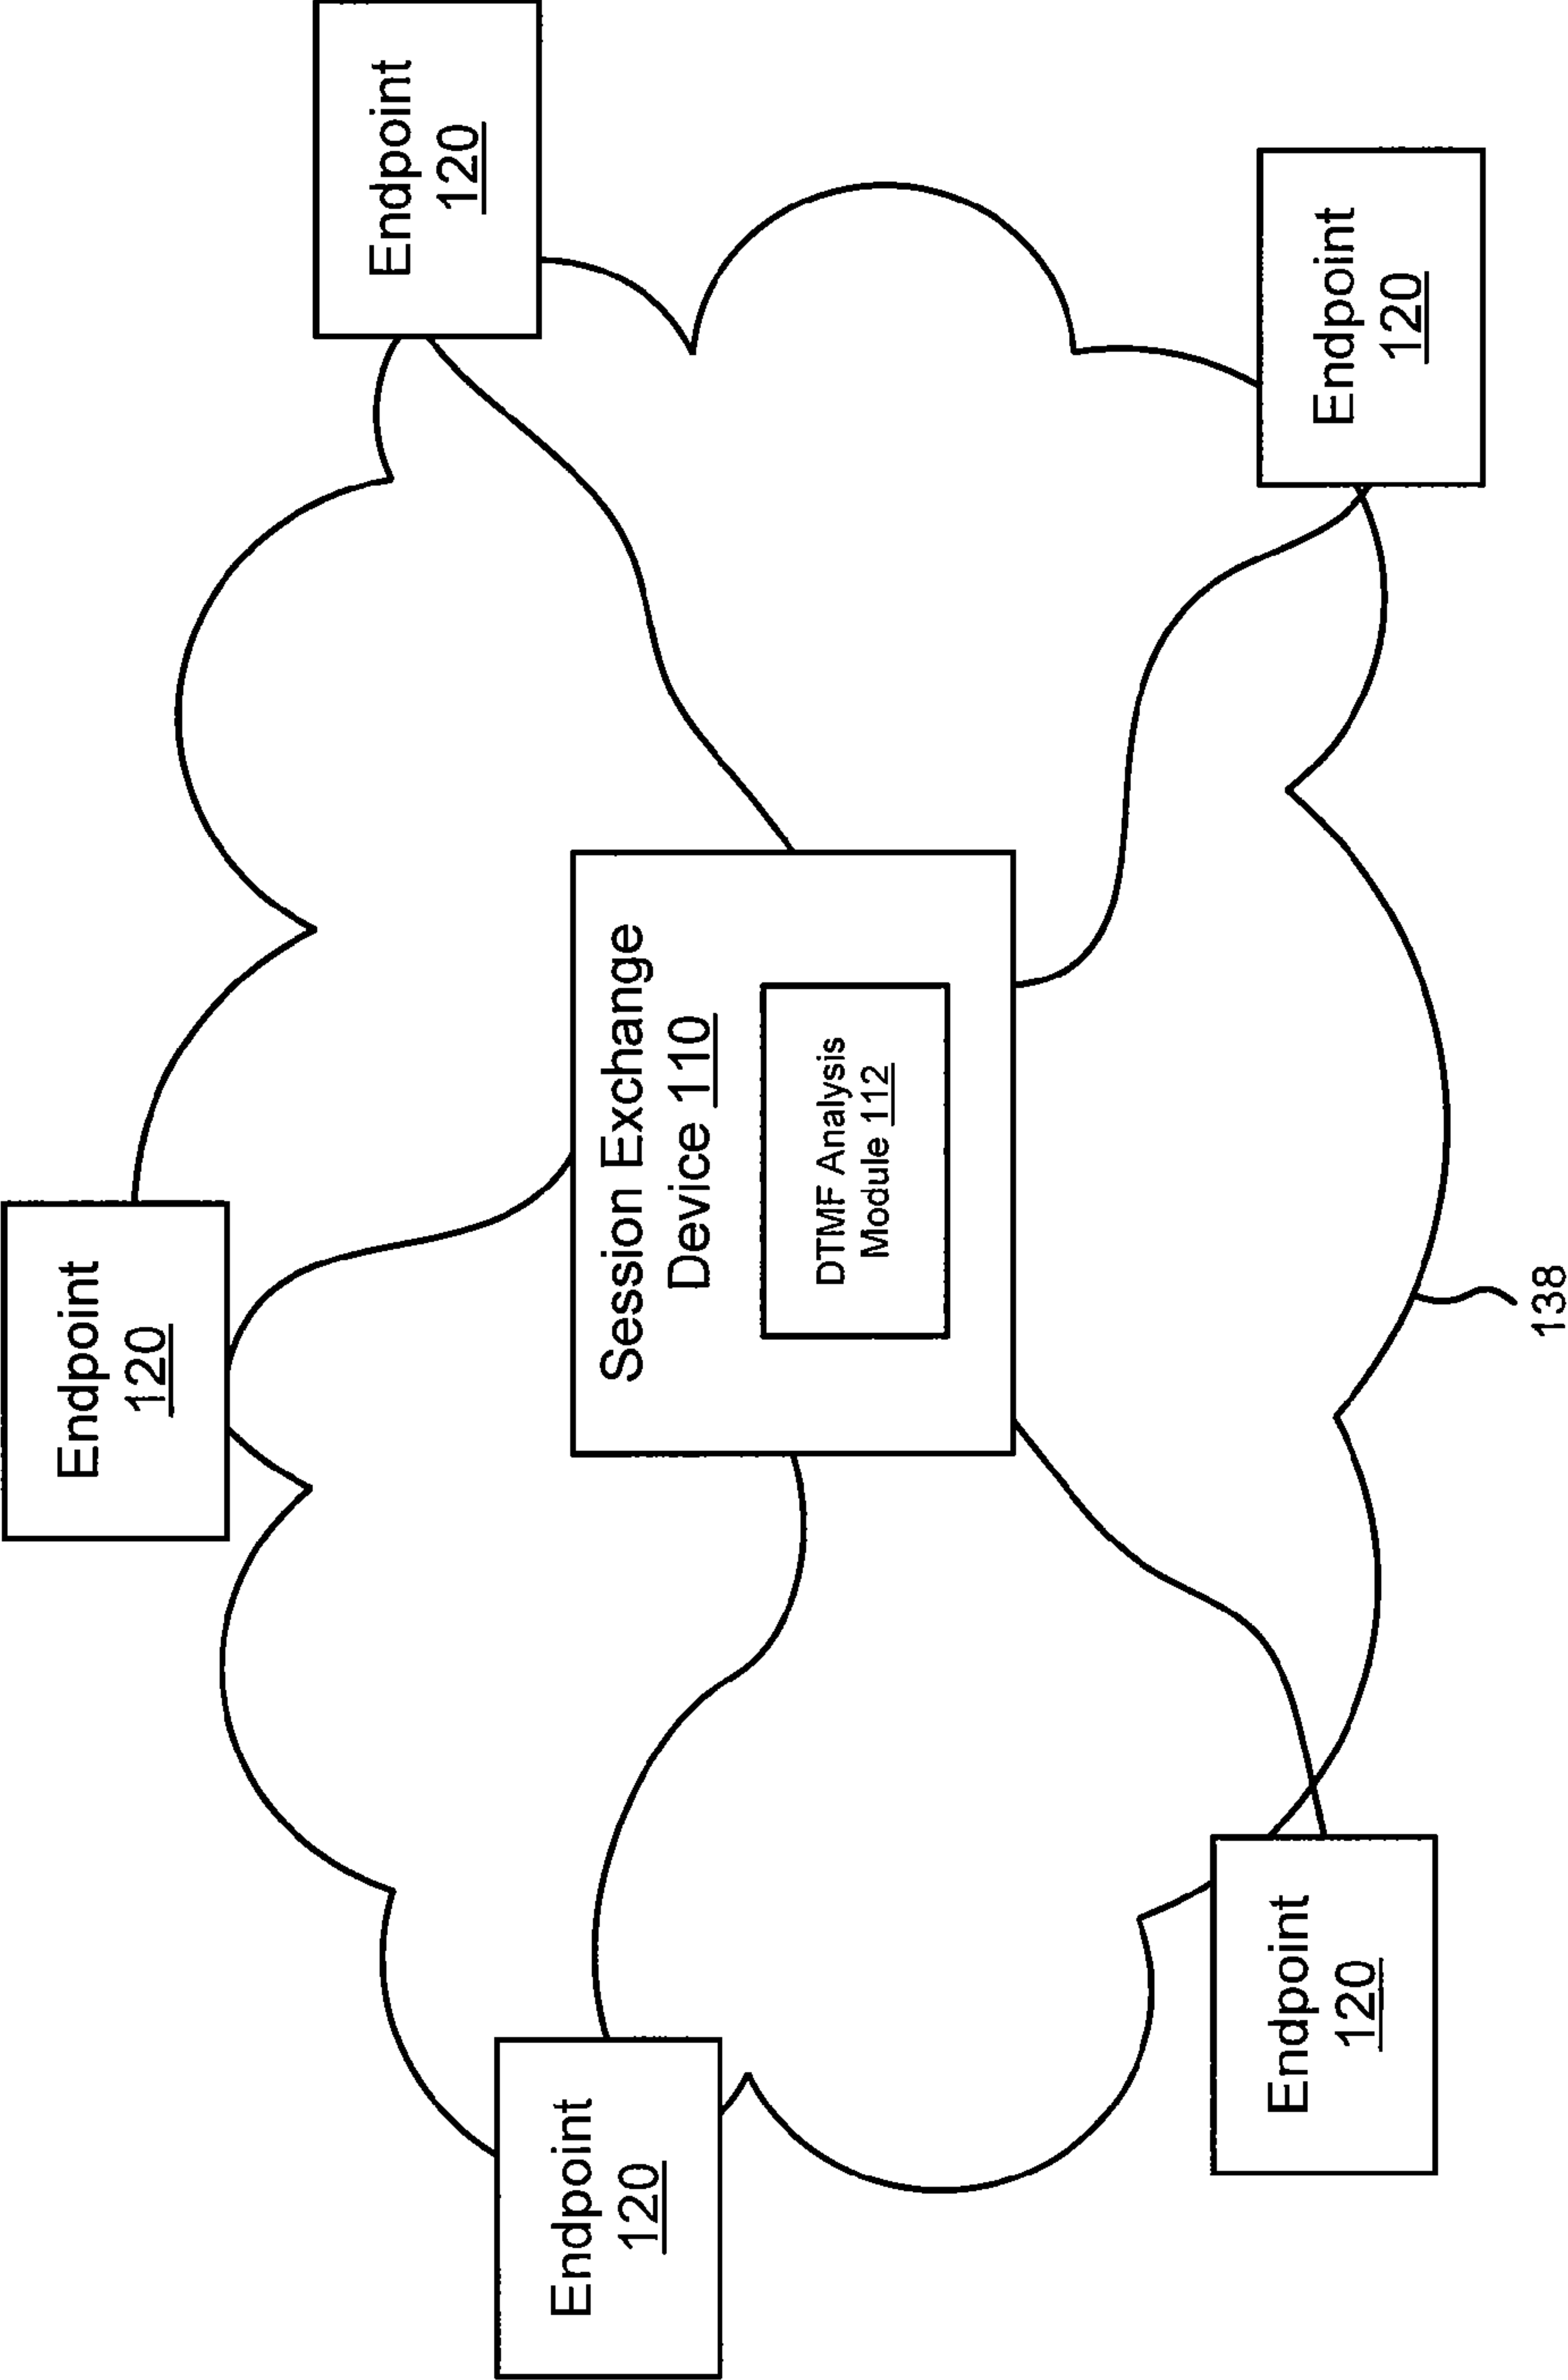 Endpoint
120
Endpoint
120
Endpoint
120
Session Exchange
Device 110
DTMF Analysis
Module 112
Endpoint
120
Endpoint
120
138